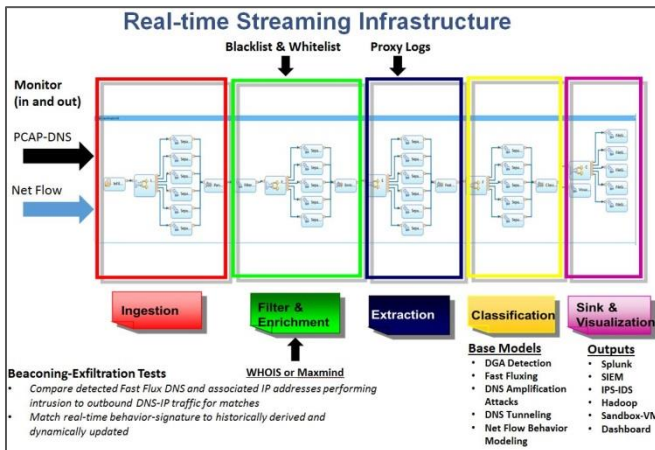 Real-time Streaming Infrastructure
Blacklist & Whitelist
Proxy Logs
Monitor
(in and out)
PCAP-DNS
Net Flow
Ingestion
Filter &
Enrichment
Extraction
Classification
Sink &
Visualization
WHOIS or Maxmind
Beaconing-Exfiltration Tests
• Compare detected Fast Flux DNS and associated IP addresses performing
intrusion to outbound DNS-IP traffic for matches
• Match real-time behavior-signature to historically derived and
dynamically updated
Base Models
• DGA Detection
• Fast Fluxing
• DNS Amplification
Attacks
• DNS Tunneling
• Net Flow Behavior
Modeling
Outputs
• Splunk
• SIEM
• IPS-IDS
• Hadoop
• Sandbox-VM
• Dashboard